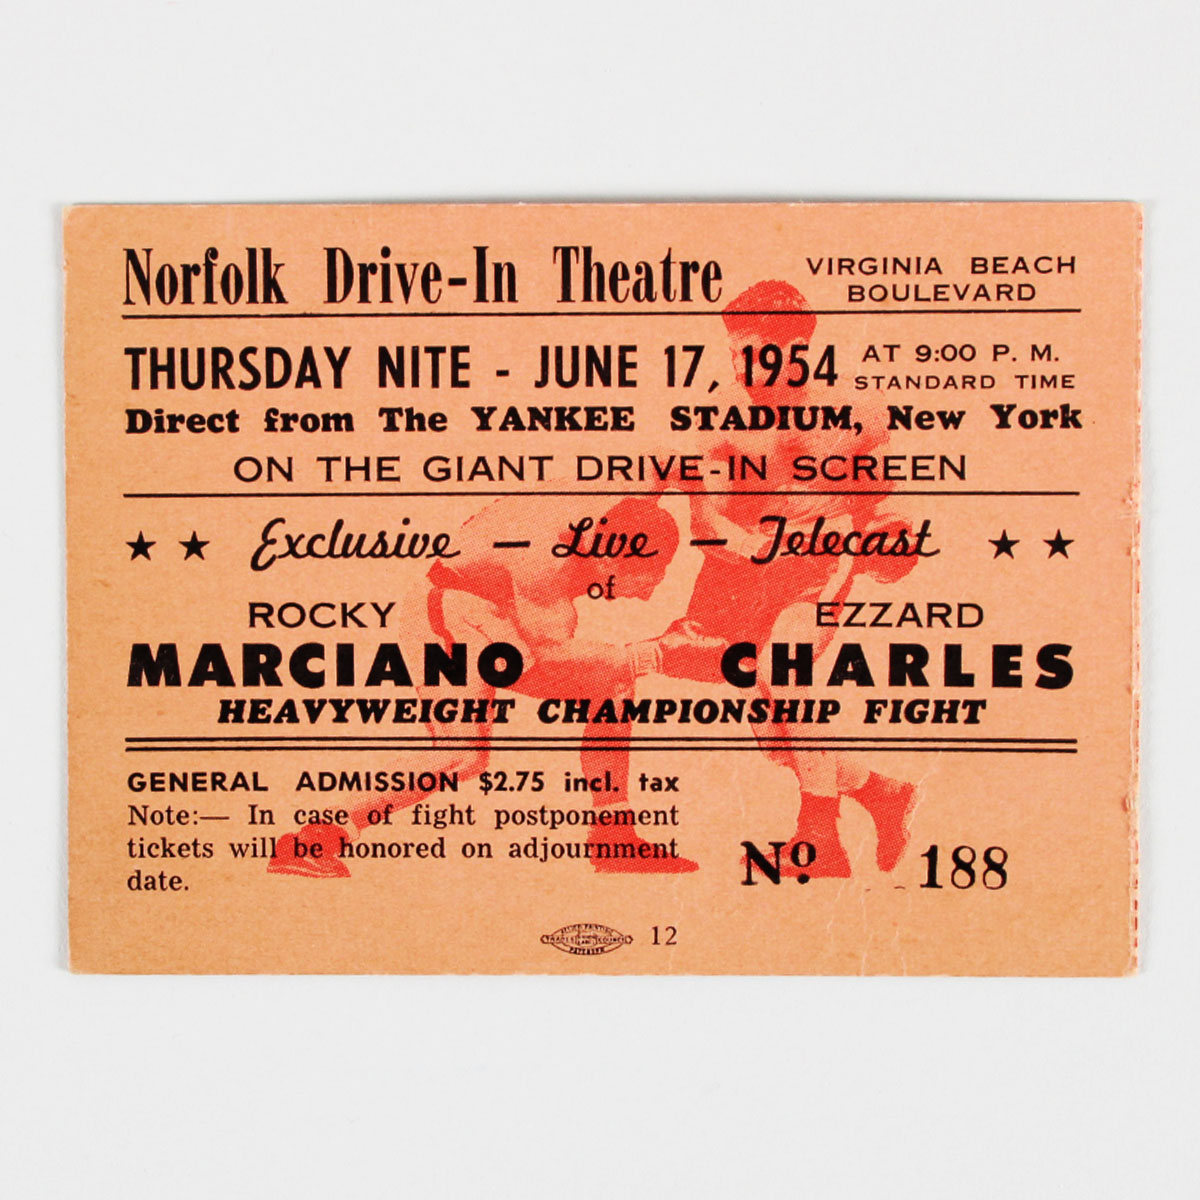 Norfolk Drive-In Theatre
VIRGINIA BEACH
BOULEVARD
THURSDAY NITE - JUNE 17, 1954
AT 9:00 P. M.
STANDARD TIME
Direct from The YANKEE STADIUM, New York
ON THE GIANT DRIVE-IN SCREEN
★ ★ Exclusive — Live — Telecast ★ ★
of
ROCKY
MARCIANO
EZZARD
CHARLES
HEAVYWEIGHT CHAMPIONSHIP FIGHT
GENERAL ADMISSION $2.75 incl. tax
Note:— In case of fight postponement
tickets will be honored on adjournment
date.
Nº 188
TRADES COUNCIL
12